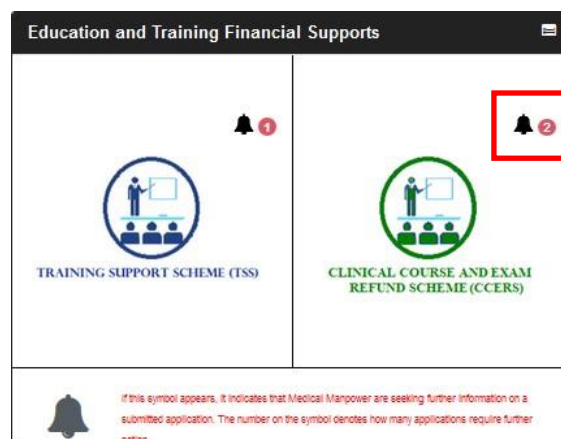 Education and Training Financial Supports
1
2
TRAINING SUPPORT SCHEME (TSS)
CLINICAL COURSE AND EXAM
REFUND SCHEME (CCERS)
If this symbol appears, it indicates that Medical Manpower are seeking further information on a
submitted application. The number on the symbol denotes how many applications require further
action